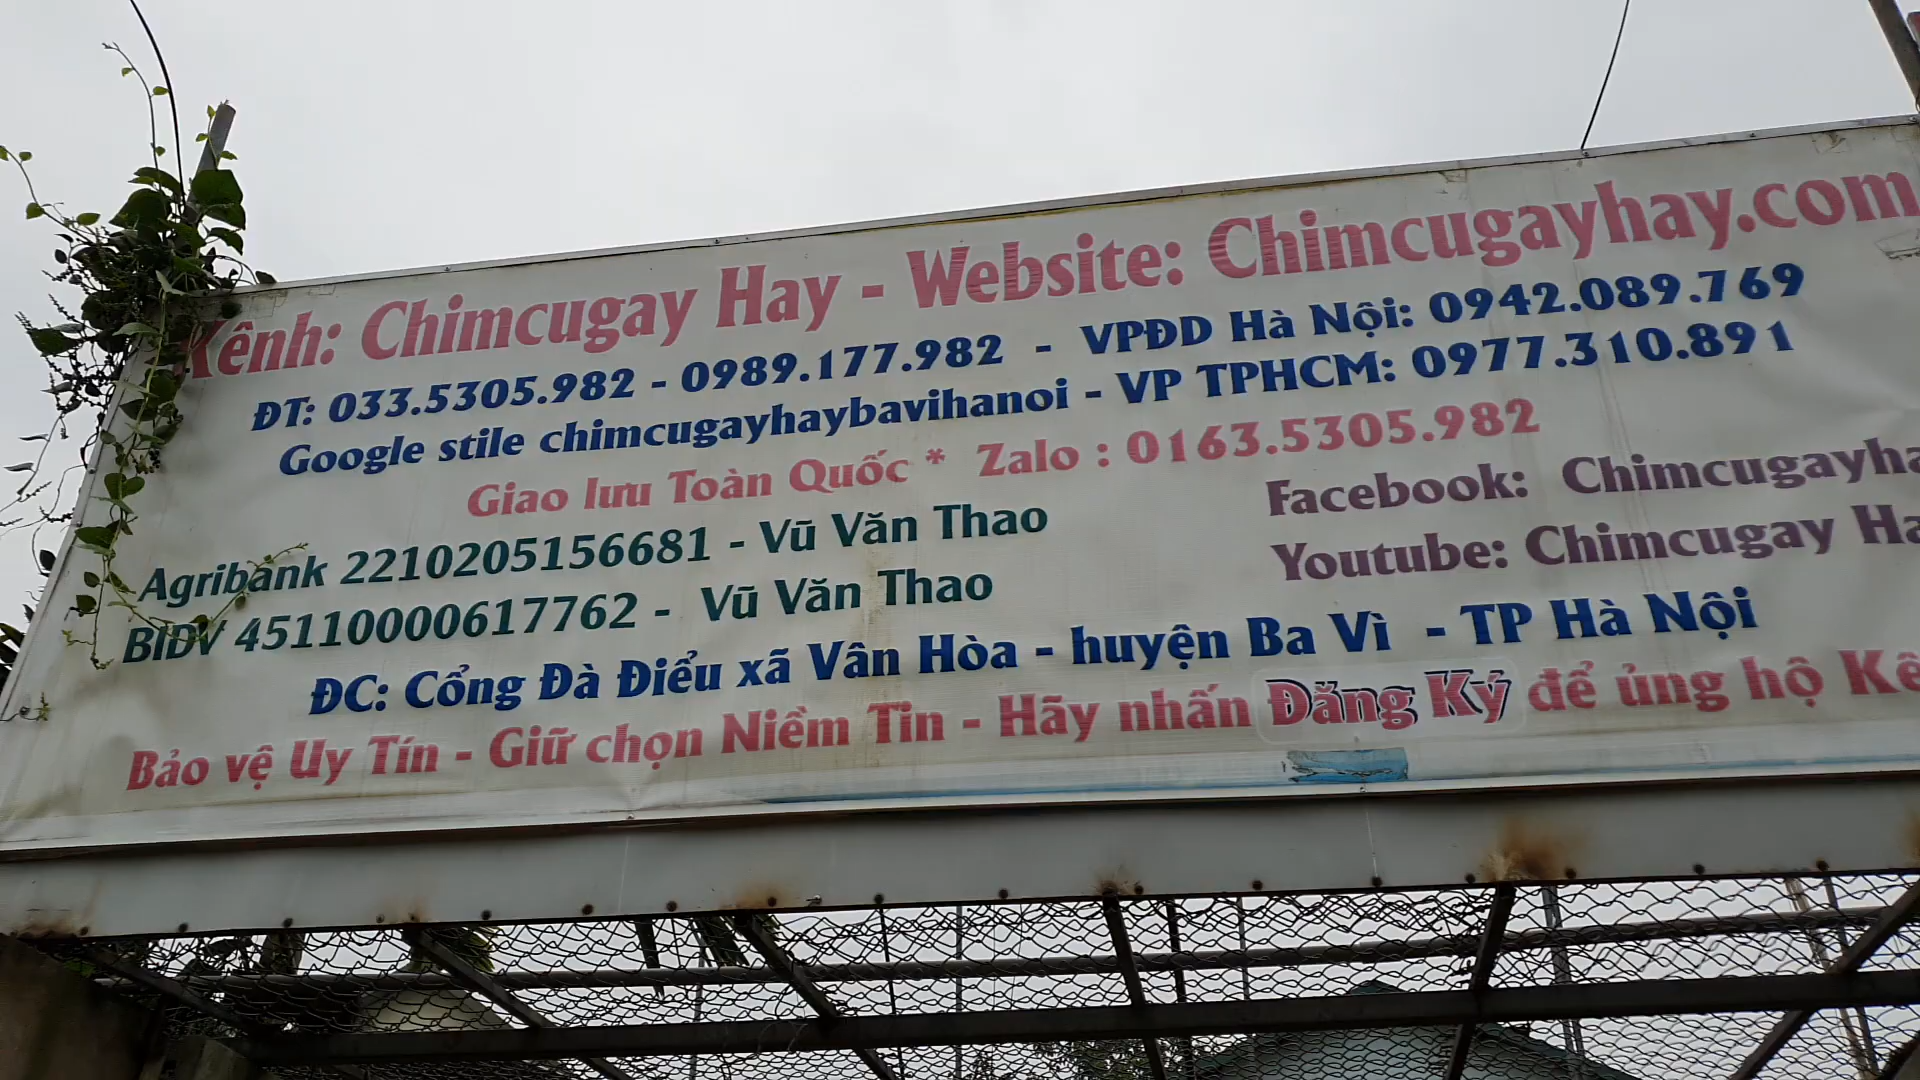 Kênh: Chimcugay Hay - Website: Chimcugayhay.com
ĐT: 033.5305.982 - 0989.177.982 - VPĐD Hà Nội: 0942.089.769
Google stile chimcugayhaybavihanoi - VP TPHCM: 0977.310.891
Giao lưu Toàn Quốc * Zalo : 0163.5305.982
Agribank 2210205156681 - Vũ Văn Thao
Facebook: Chimcugayha
BIDV 45110000617762 - Vũ Văn Thao
Youtube: Chimcugay Ha
ĐC: Cổng Đà Điểu xã Vân Hòa - huyện Ba Vì - TP Hà Nội
Bảo vệ Uy Tín - Giữ chọn Niềm Tin - Hãy nhấn Đăng Ký để ủng hộ Kê